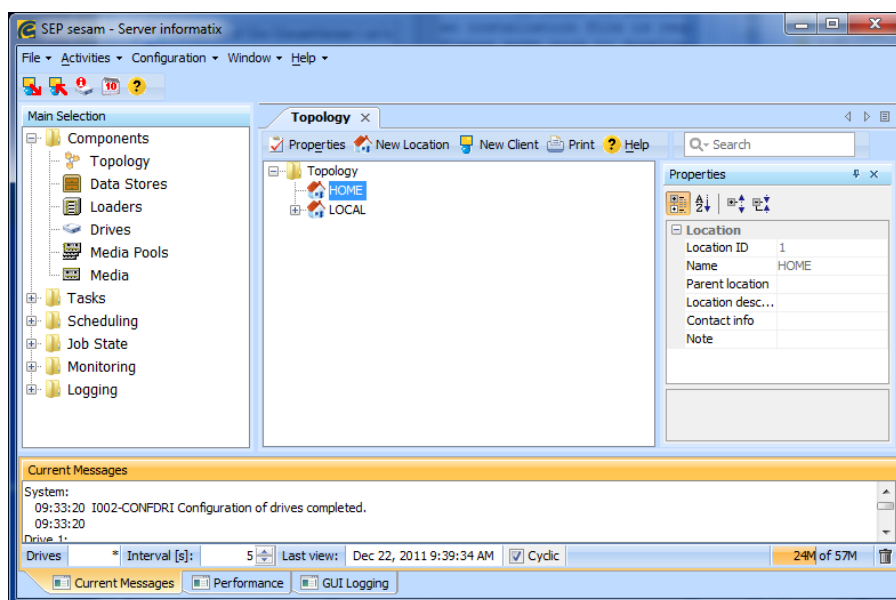 SEP sesam - Server informatix
File Activities Configuration Window Help
10 ?
Main Selection
Components
Topology
Data Stores
Loaders
Drives
Media Pools
Media
Tasks
Scheduling
Job State
Monitoring
Logging
Topology
Properties New Location New Client Print ? Help Search
Topology
HOME
LOCAL
Properties
Location
Location ID 1
Name HOME
Parent location
Location desc...
Contact info
Note
Current Messages
System:
09:33:20 I002-CONFDRI Configuration of drives completed.
09:33:20
Drive 1:
Drives * Interval [s]: 5 Last view: Dec 22, 2011 9:39:34 AM Cyclic 24M of 57M
Current Messages Performance GUI Logging